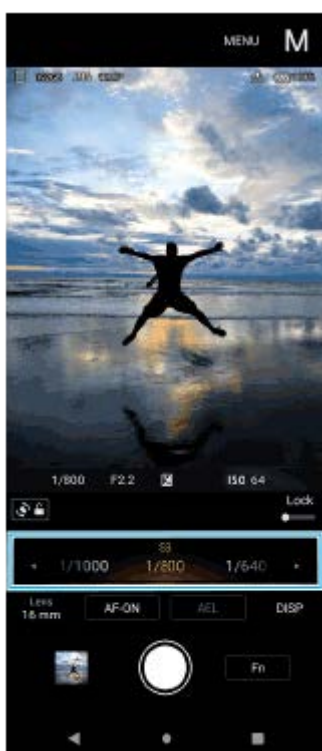 MENU M
1/800 F2.2 ISO 64
Lock
SS
1/1000 1/800 1/640
Lens
16 mm AF-ON AEL DISP
Fn